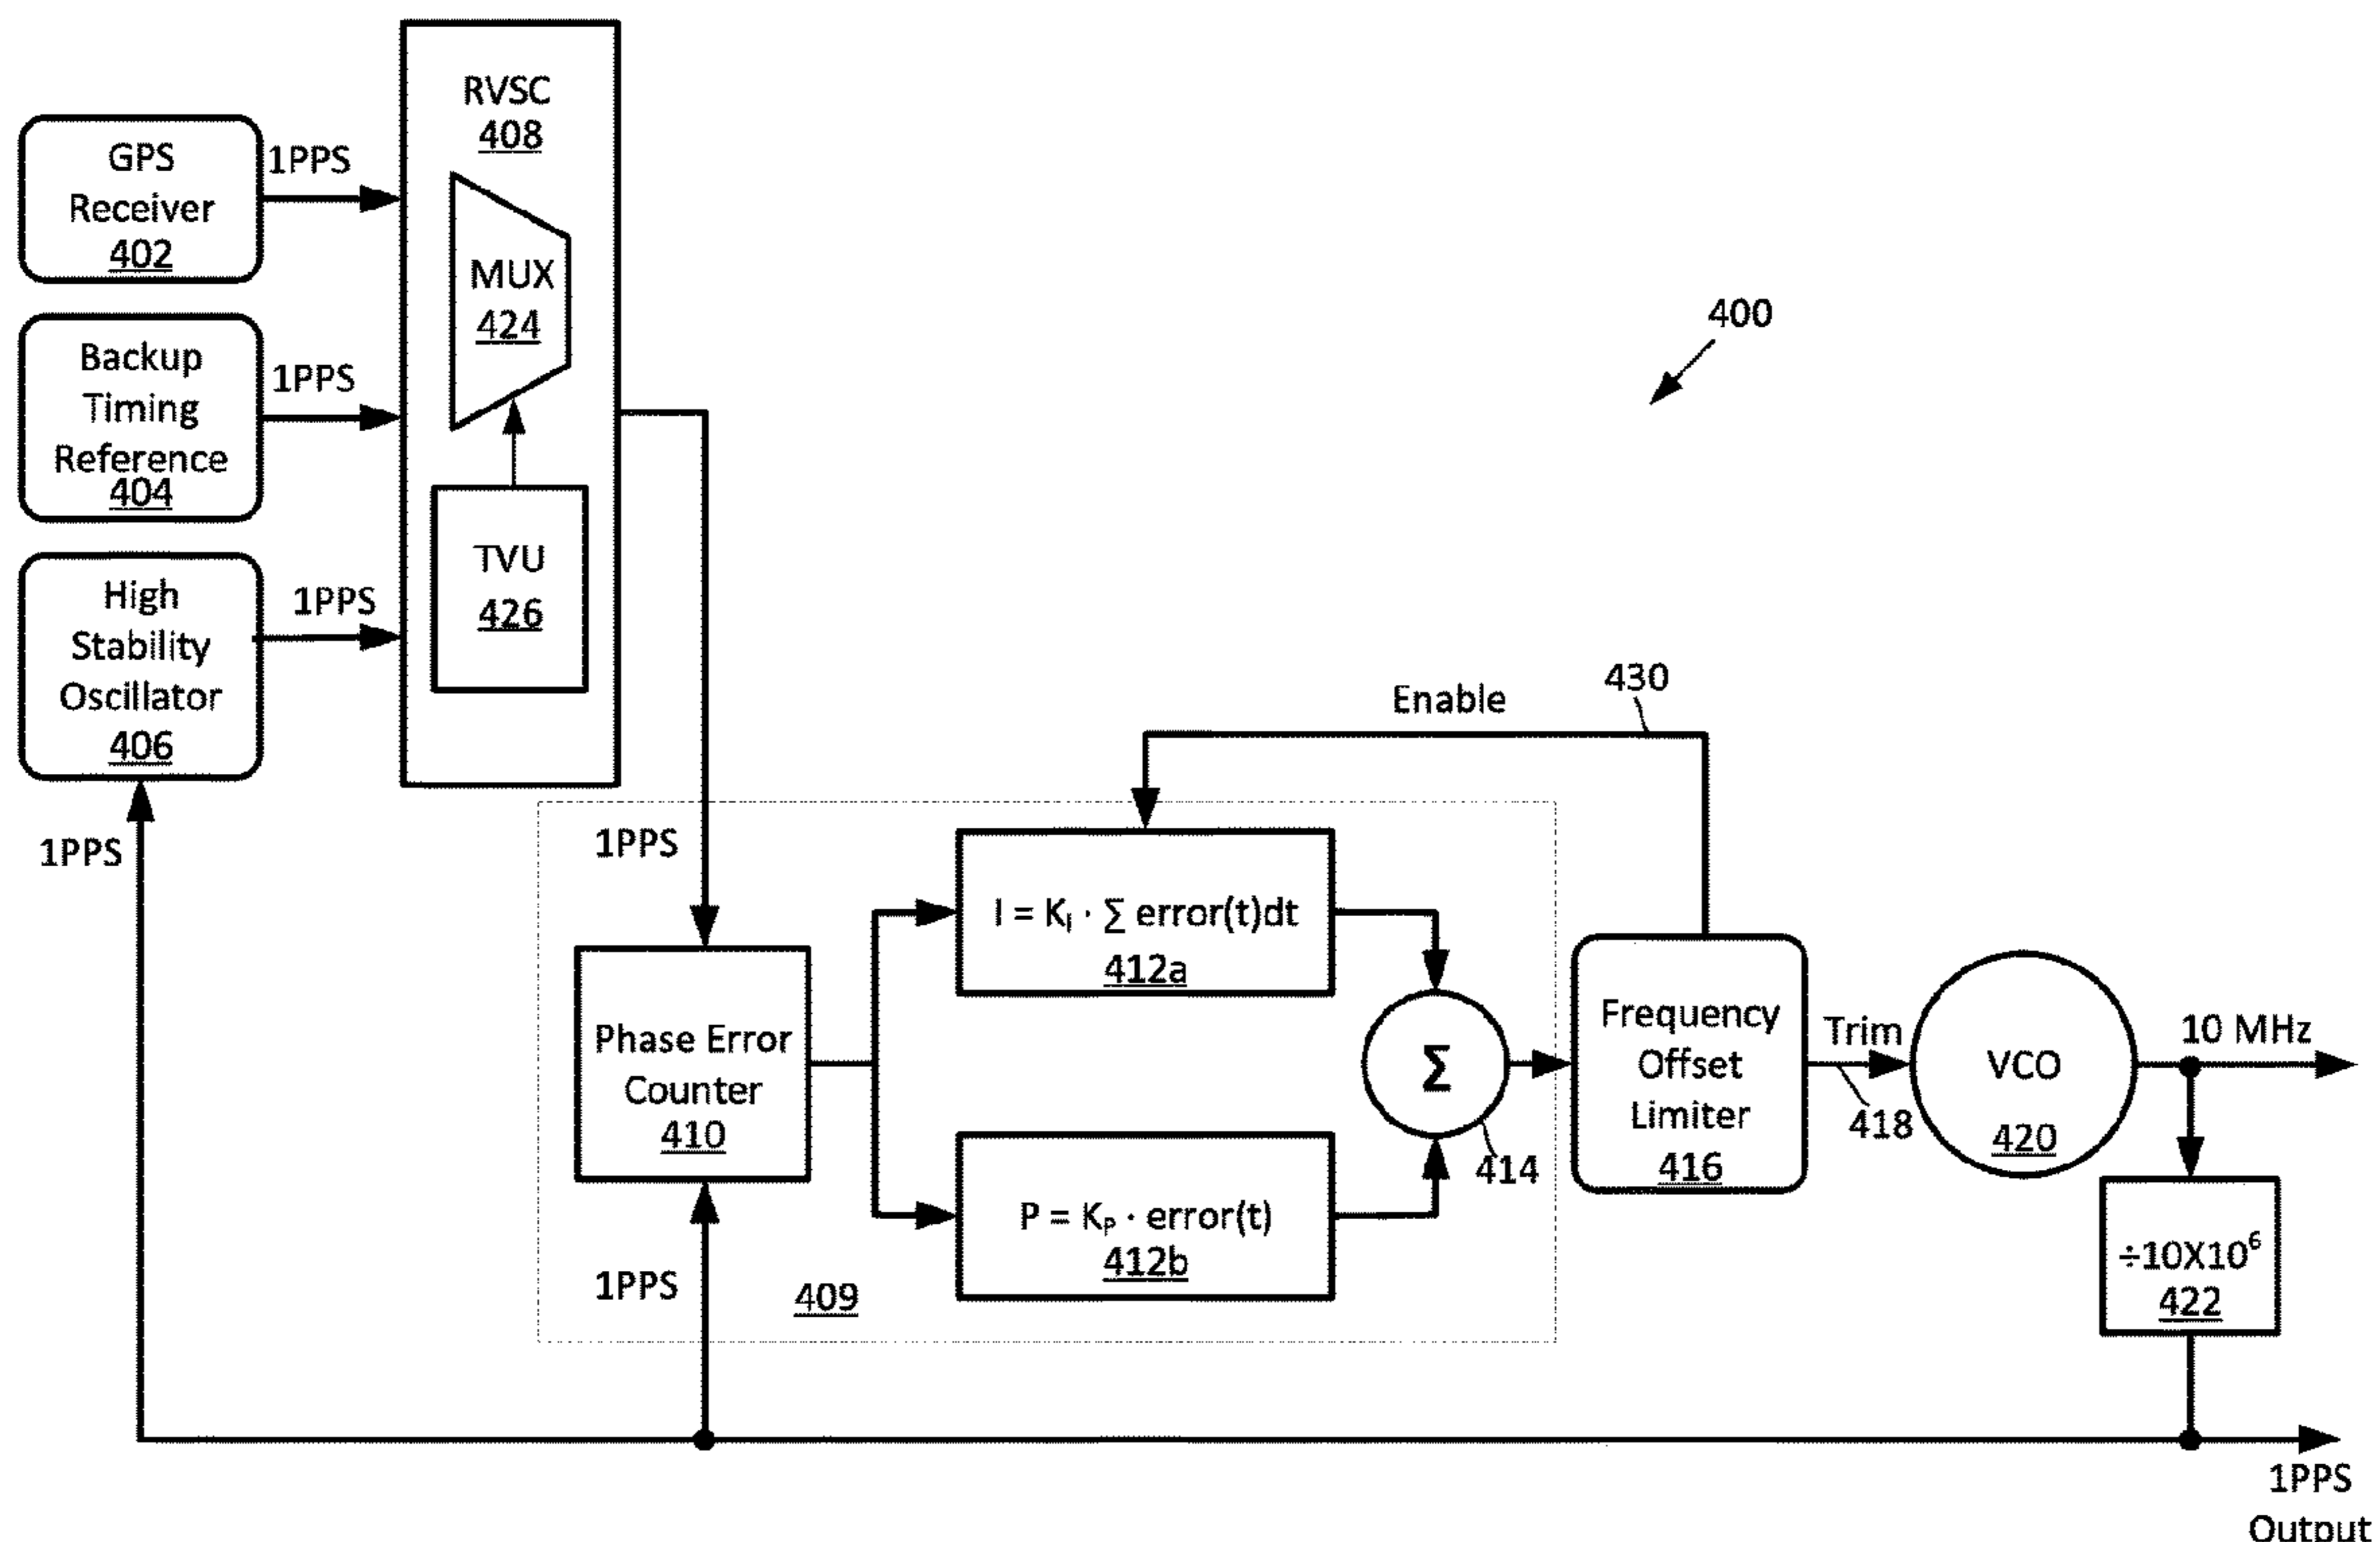 RVSC
408
GPS
Receiver
402
1PPS
MUX
424
Backup
Timing
Reference
404
1PPS
TVU
426
High
Stability
Oscillator
406
1PPS
400
1PPS
Enable
430
1PPS
I = K_I · Σ error(t)dt
412a
Phase Error
Counter
410
P = K_P · error(t)
412b
1PPS
409
Σ
414
Frequency
Offset
Limiter
416
Trim
418
VCO
420
10 MHz
÷10X10⁶
422
1PPS
Output